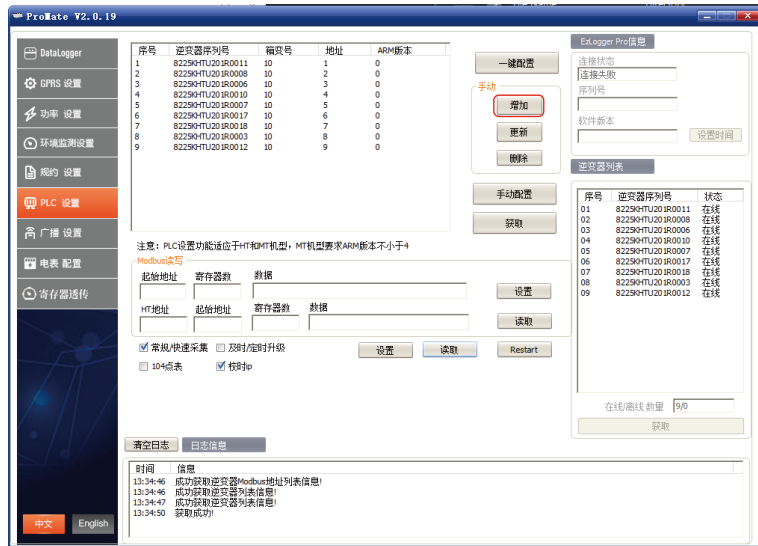 ProMate V2.0.19
DataLogger
GPRS 设置
功率 设置
环境监测设置
规约 设置
PLC 设置
广播 设置
电表 配置
寄存器透传
中文 English
序号 逆变器序列号 箱变号 地址 ARM版本
1 8225KHTU201R0011 10 1 0
2 8225KHTU201R0008 10 2 0
3 8225KHTU201R0006 10 3 0
4 8225KHTU201R0010 10 4 0
5 8225KHTU201R0007 10 5 0
6 8225KHTU201R0017 10 6 0
7 8225KHTU201R0018 10 7 0
8 8225KHTU201R0003 10 8 0
9 8225KHTU201R0012 10 9 0
一键配置
手动
增加
更新
删除
手动配置
获取
注意：PLC设置功能适应于HT和MT机型，MT机型要求ARM版本不小于4
Modbus读写
起始地址 寄存器数 数据
设置
HT地址 起始地址 寄存器数 数据
读取
常规/快速采集 及时/定时升级 设置 读取 Restart
104点表 校时ip
清空日志 日志信息
时间 信息
13:34:46 成功获取逆变器Modbus地址列表信息!
13:34:46 成功获取逆变器列表信息!
13:34:47 成功获取逆变器列表信息!
13:34:50 获取成功!
EzLogger Pro信息
连接状态
连接失败
序列号
软件版本
设置时间
逆变器列表
序号 逆变器序列号 状态
01 8225KHTU201R0011 在线
02 8225KHTU201R0008 在线
03 8225KHTU201R0006 在线
04 8225KHTU201R0010 在线
05 8225KHTU201R0007 在线
06 8225KHTU201R0017 在线
07 8225KHTU201R0018 在线
08 8225KHTU201R0003 在线
09 8225KHTU201R0012 在线
在线/离线 数量 9/0
获取